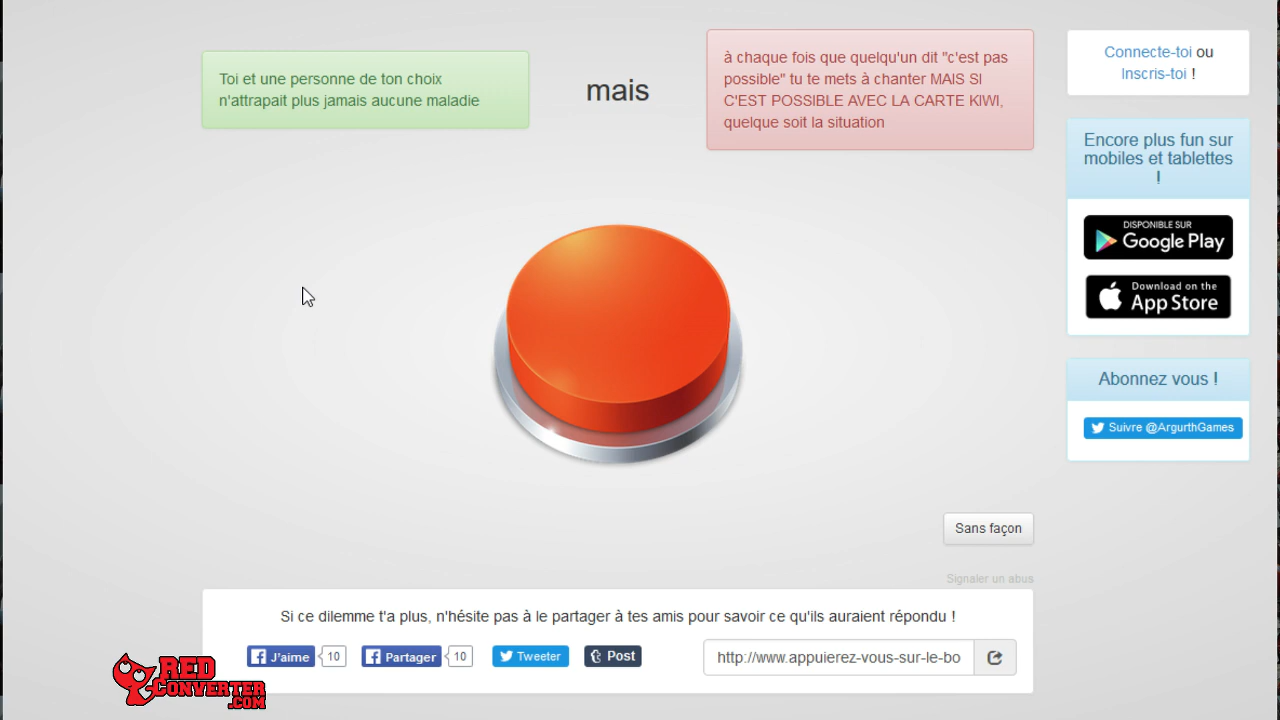 Toi et une personne de ton choix
n'attrapait plus jamais aucune maladie
mais
à chaque fois que quelqu'un dit "c'est pas
possible" tu te mets à chanter MAIS SI
C'EST POSSIBLE AVEC LA CARTE KIWI,
quelque soit la situation
Connecte-toi ou
Inscris-toi !
Encore plus fun sur
mobiles et tablettes
!
DISPONIBLE SUR
Google Play
Download on the
App Store
Abonnez vous !
Suivre @ArgurthGames
Sans façon
Signaler un abus
Si ce dilemme t'a plus, n'hésite pas à le partager à tes amis pour savoir ce qu'ils auraient répondu !
J'aime 10 Partager 10 Tweeter Post http://www.appuierez-vous-sur-le-bo
RED
CONVERTER
.COM